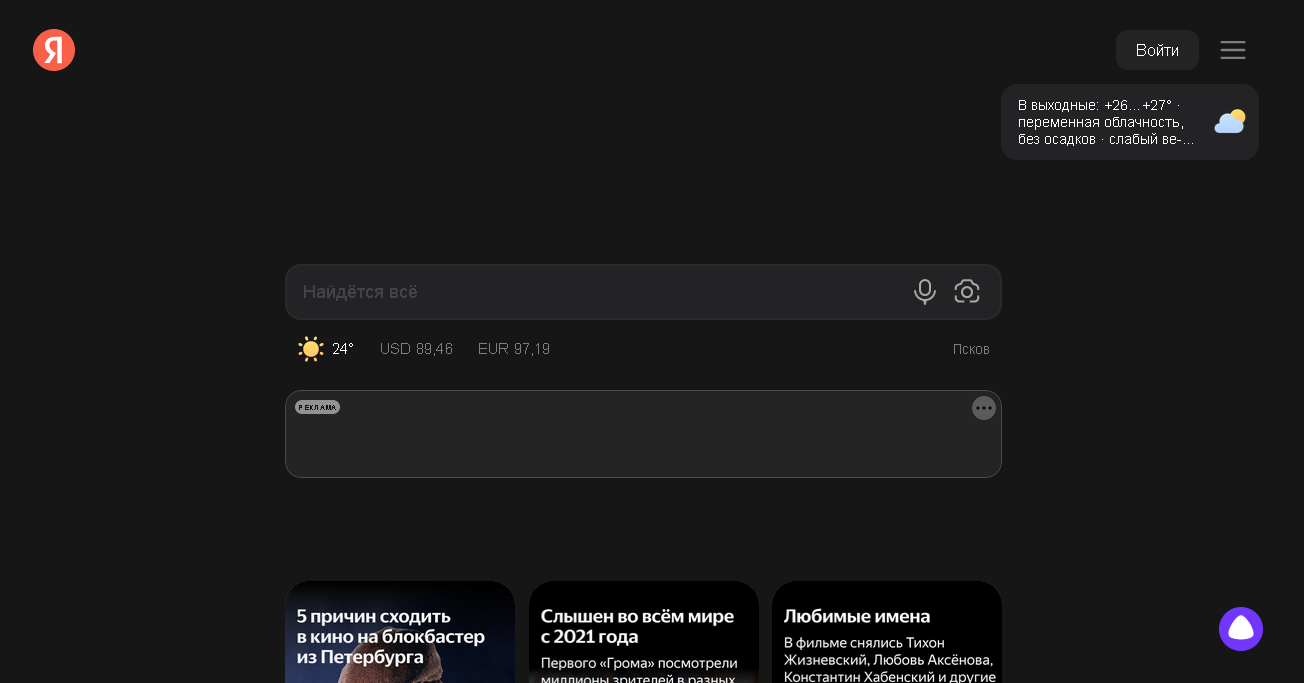 Я
Войти
В выходные: +26...+27° ·
переменная облачность,
без осадков · слабый ве-...
Найдётся всё
24°
USD 89,46
EUR 97,19
Псков
РЕКЛАМА
5 причин сходить
в кино на блокбастер
из Петербурга
Слышен во всём мире
с 2021 года
Первого «Грома» посмотрели
миллионы зрителей в разных
Любимые имена
В фильме снялись Тихон
Жизневский, Любовь Аксёнова,
Константин Хабенский и другие